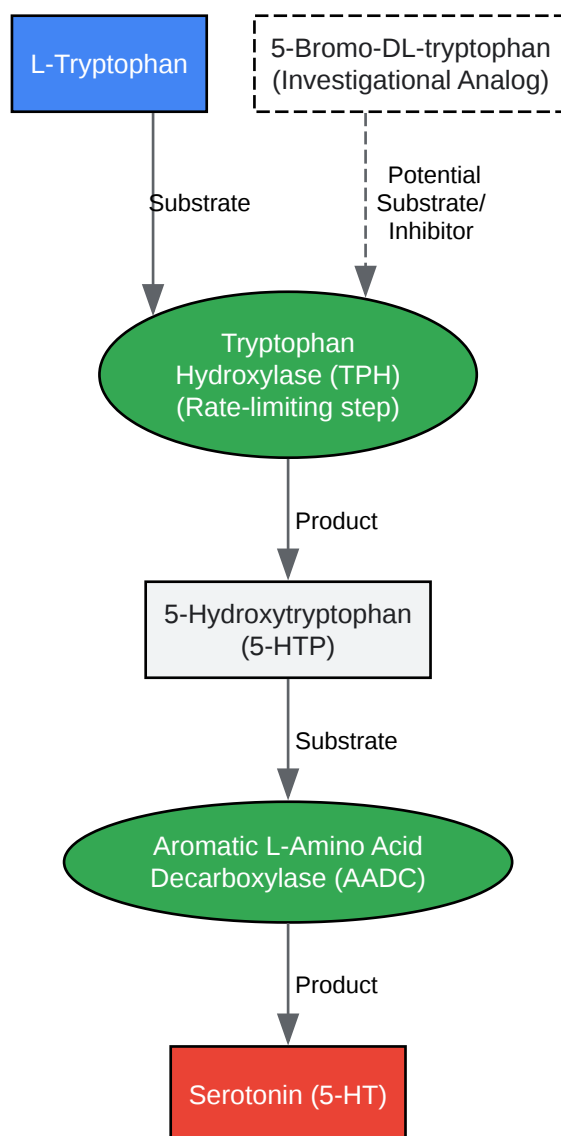 L-Tryptophan
5-Bromo-DL-tryptophan
(Investigational Analog)
Substrate
Potential
Substrate/
Inhibitor
Tryptophan
Hydroxylase (TPH)
(Rate-limiting step)
Product
5-Hydroxytryptophan
(5-HTP)
Substrate
Aromatic L-Amino Acid
Decarboxylase (AADC)
Product
Serotonin (5-HT)